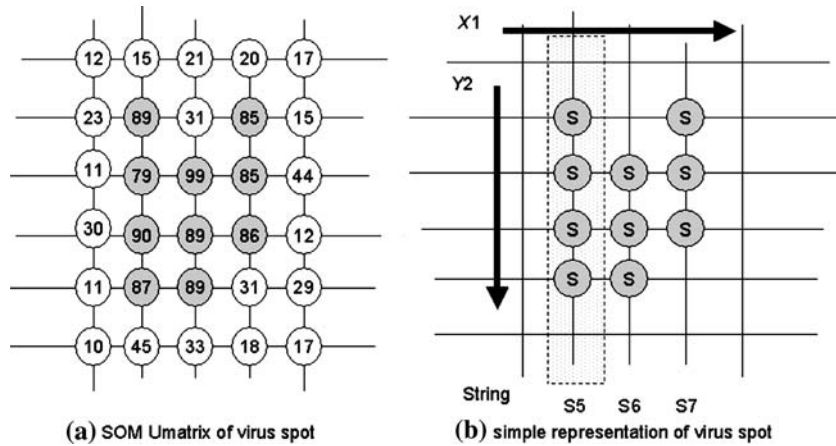 12 15 21 20 17
23 89 31 85 15
11 79 99 85 44
30 90 89 86 12
11 87 89 31 29
10 45 33 18 17
(a) SOM Umatrix of virus spot
X1
Y2
S S
S S S
S S S
S S
String S5 S6 S7
(b) simple representation of virus spot